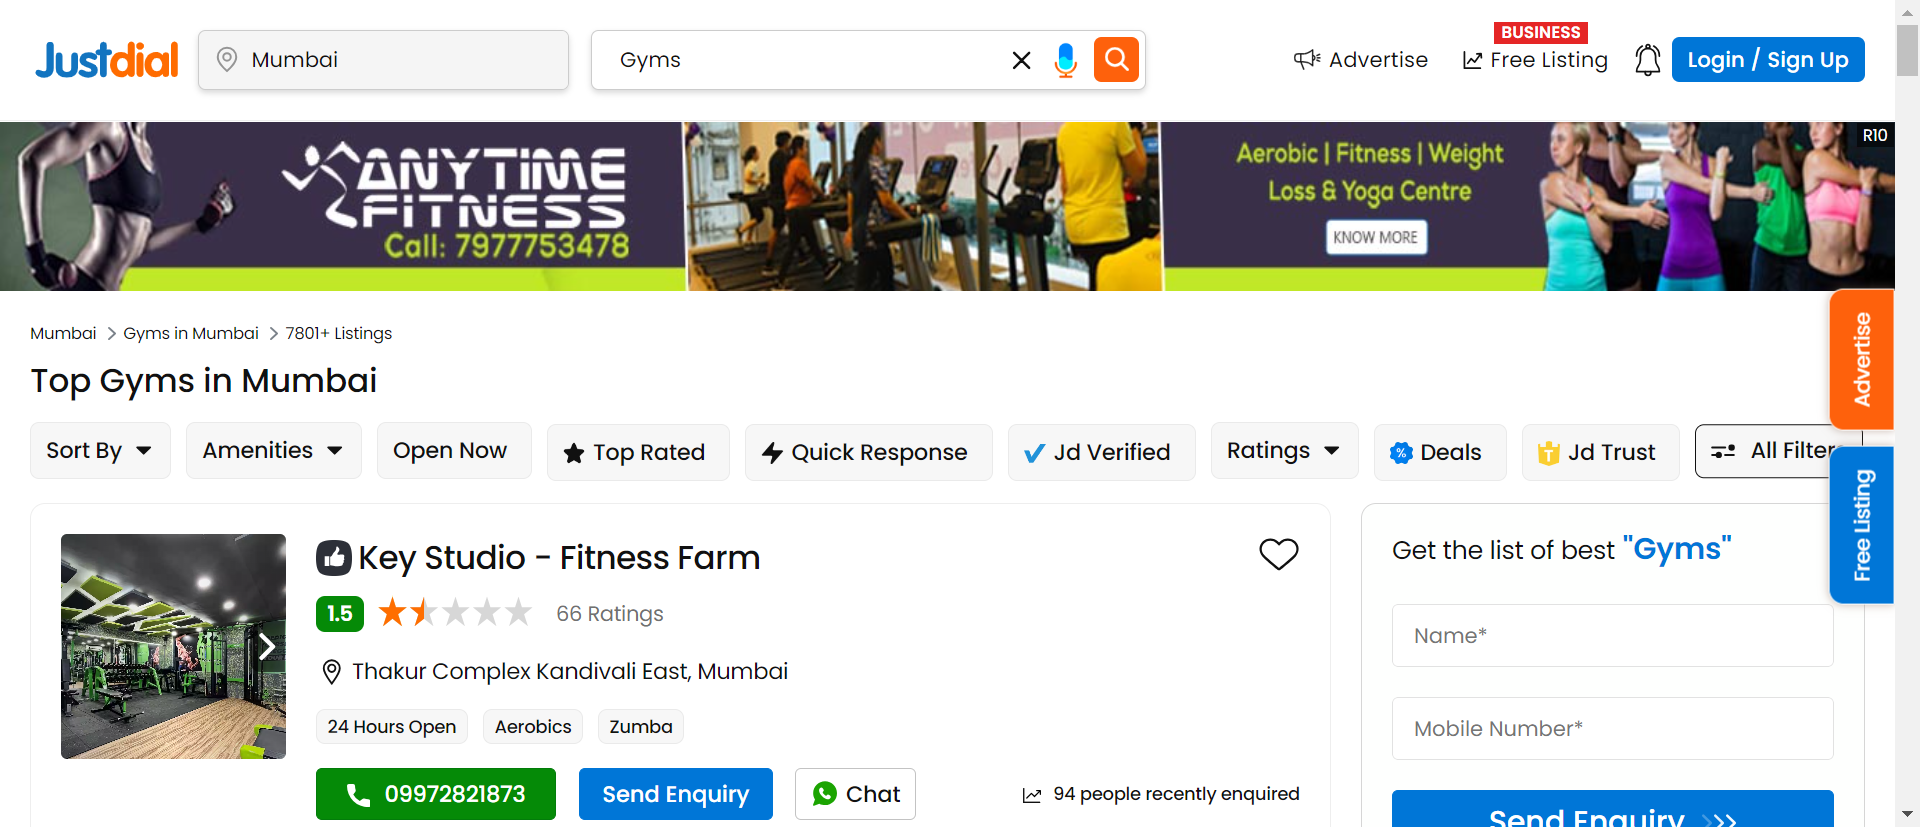 Justdial
Mumbai
Gyms
Advertise
BUSINESS
Free Listing
Login / Sign Up
ANYTIME
FITNESS
Call: 7977753478
Aerobic | Fitness | Weight
Loss & Yoga Centre
KNOW MORE
R10
Mumbai > Gyms in Mumbai > 7801+ Listings
Top Gyms in Mumbai
Sort By
Amenities
Open Now
Top Rated
Quick Response
Jd Verified
Ratings
Deals
Jd Trust
All Filter
Advertise
Free Listing
Key Studio - Fitness Farm
1.5
66 Ratings
Thakur Complex Kandivali East, Mumbai
24 Hours Open
Aerobics
Zumba
09972821873
Send Enquiry
Chat
94 people recently enquired
Get the list of best "Gyms"
Name*
Mobile Number*
Send Enquiry